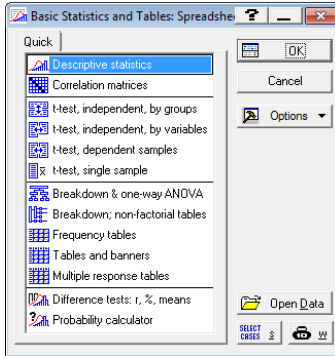 Basic Statistics and Tables: Spreadshe
Quick
OK
Descriptive statistics
Correlation matrices
Cancel
t-test, independent, by groups
Options
t-test, independent, by variables
t-test, dependent samples
t-test, single sample
Breakdown & one-way ANOVA
Breakdown; non-factorial tables
Frequency tables
Tables and banners
Multiple response tables
Difference tests: r, %, means
Open Data
Probability calculator
SELECT CASES S W